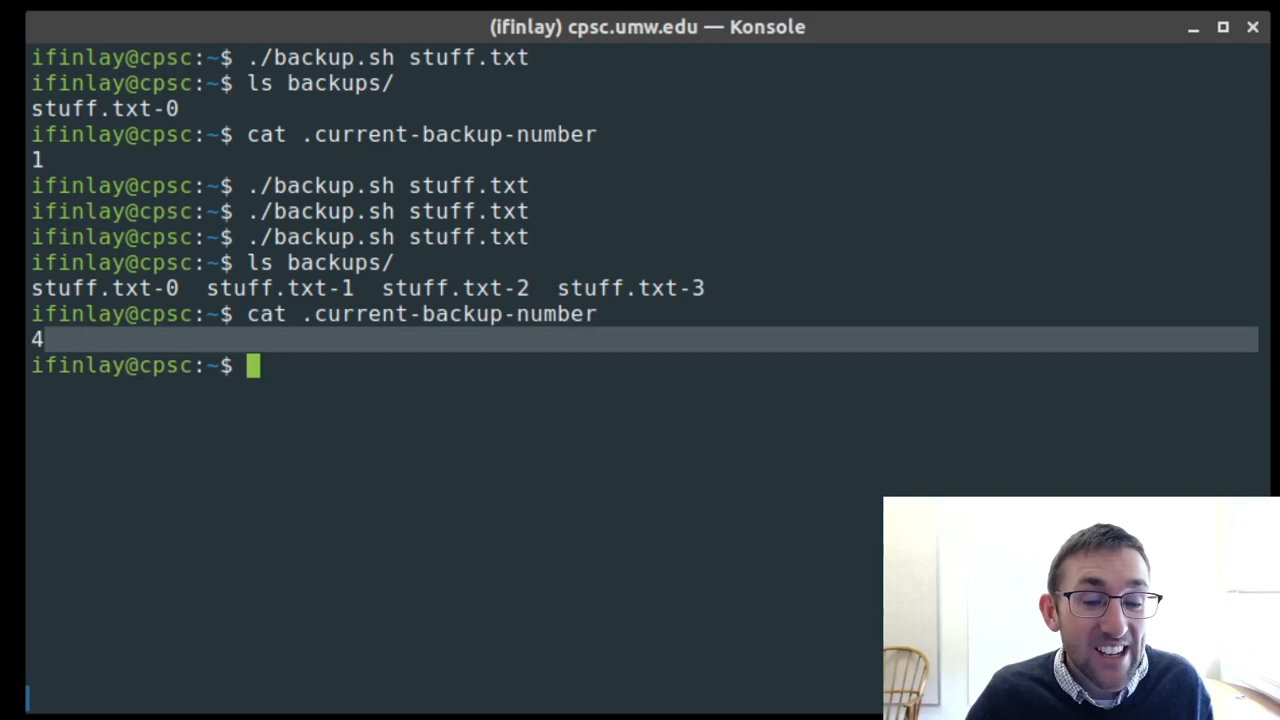 (ifinlay) cpsc.umw.edu — Konsole
ifinlay@cpsc:~$ ./backup.sh stuff.txt
ifinlay@cpsc:~$ ls backups/
stuff.txt-0
ifinlay@cpsc:~$ cat .current-backup-number
1
ifinlay@cpsc:~$ ./backup.sh stuff.txt
ifinlay@cpsc:~$ ./backup.sh stuff.txt
ifinlay@cpsc:~$ ./backup.sh stuff.txt
ifinlay@cpsc:~$ ls backups/
stuff.txt-0  stuff.txt-1  stuff.txt-2  stuff.txt-3
ifinlay@cpsc:~$ cat .current-backup-number
4
ifinlay@cpsc:~$